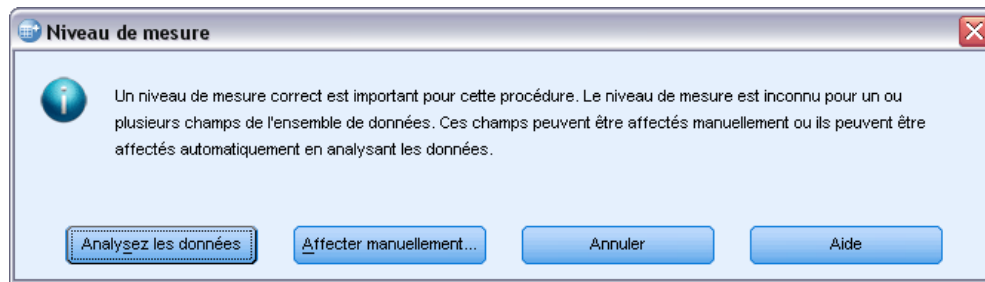 Niveau de mesure
Un niveau de mesure correct est important pour cette procédure. Le niveau de mesure est inconnu pour un ou
plusieurs champs de l'ensemble de données. Ces champs peuvent être affectés manuellement ou ils peuvent être
affectés automatiquement en analysant les données.
Analysez les données Affecter manuellement... Annuler Aide